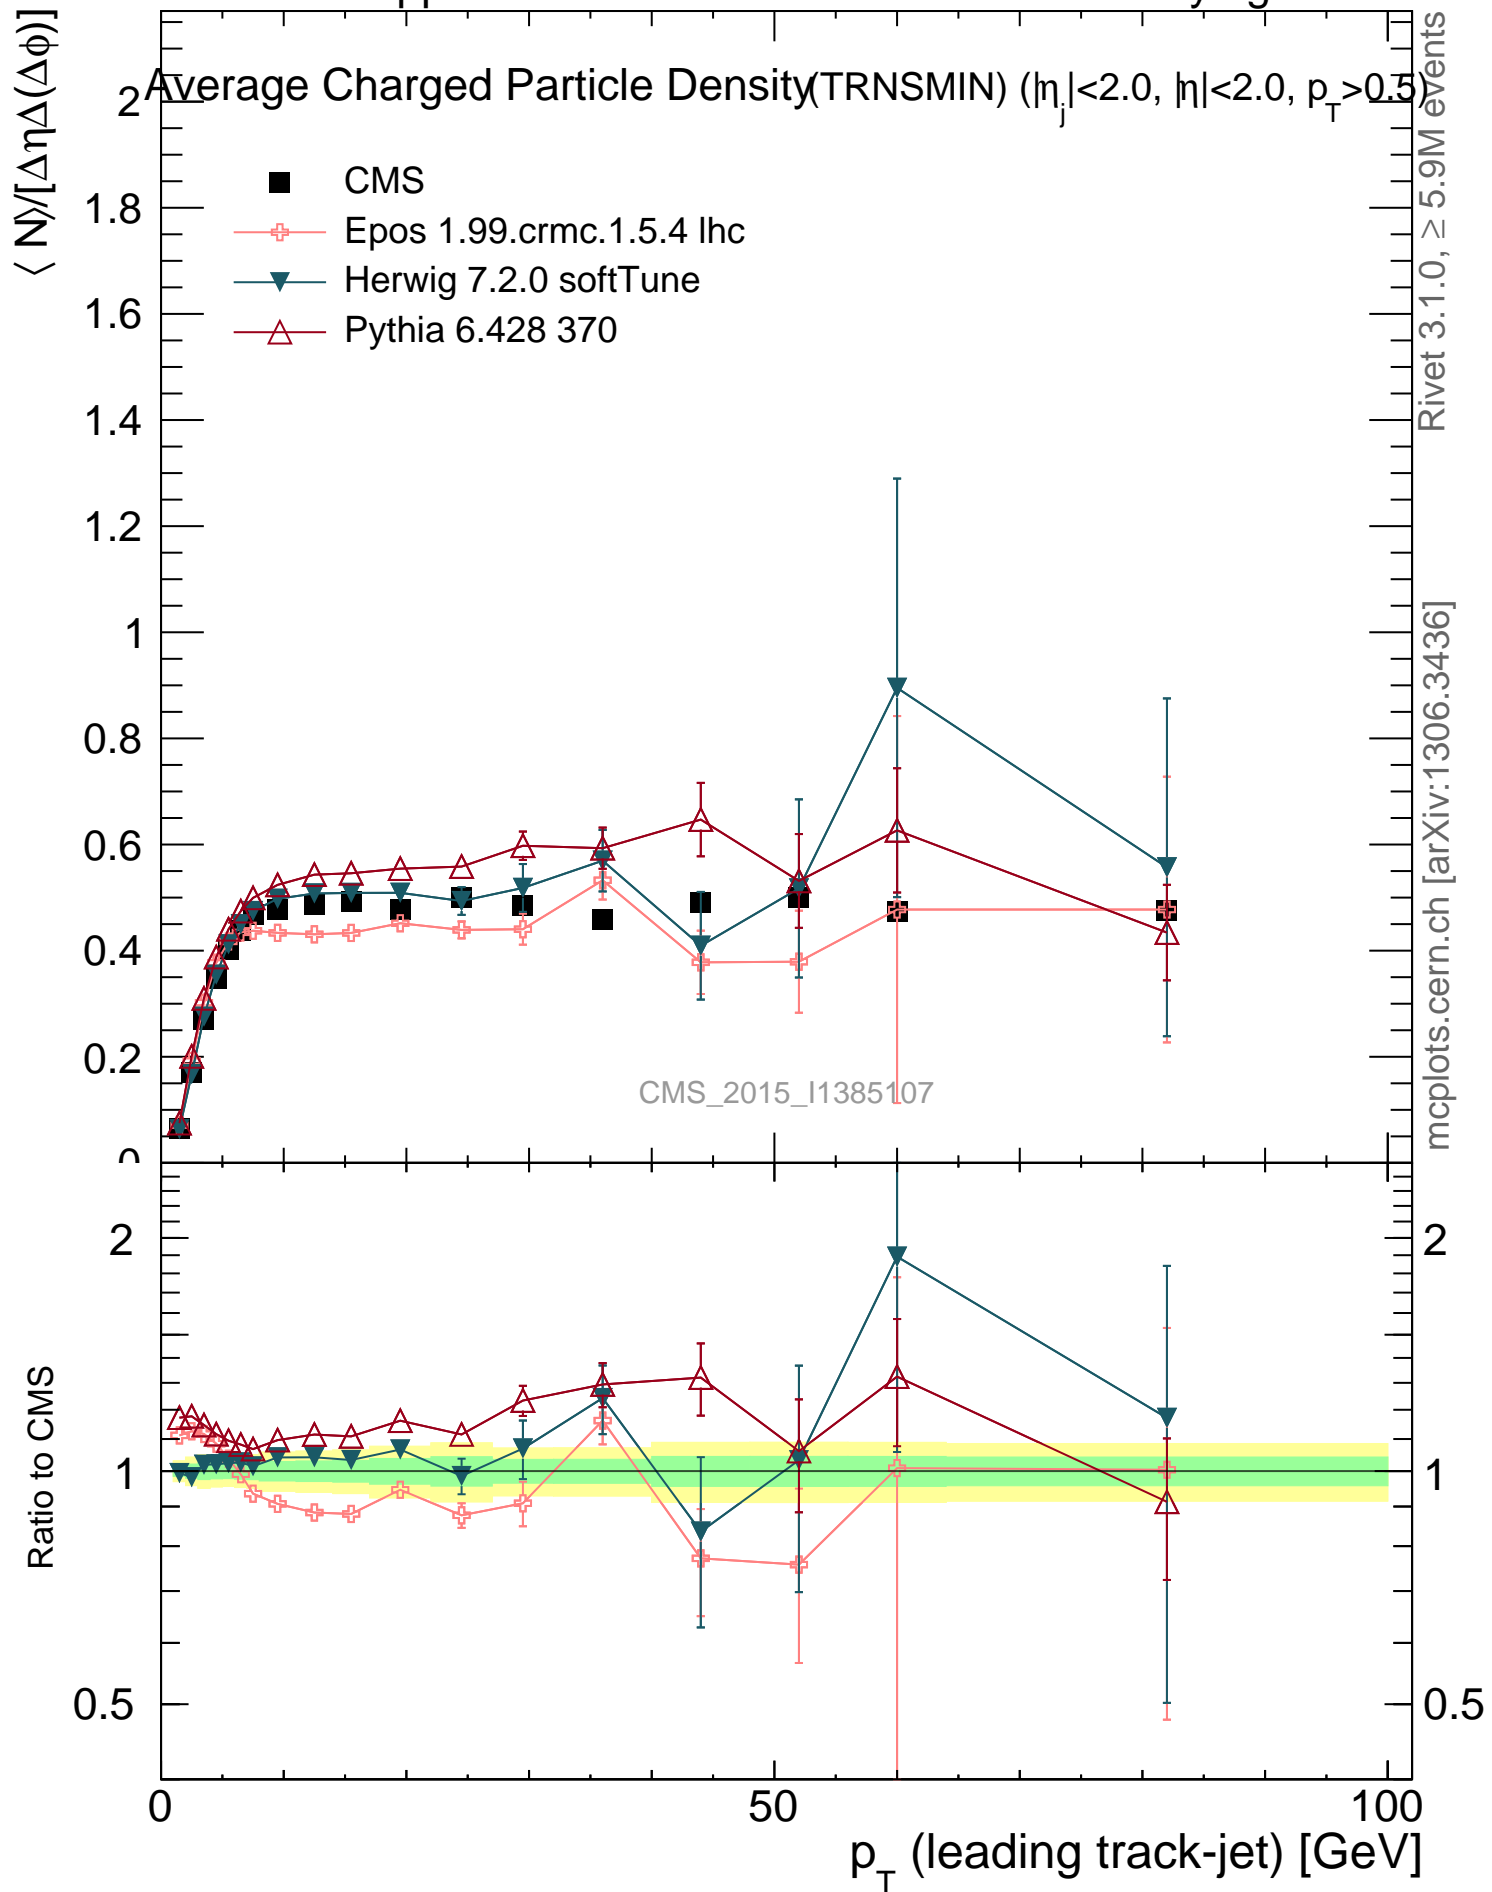 ⟨ N⟩/[ΔηΔ(Δϕ)]
Average Charged Particle Density (TRNSMIN) (|η_j|<2.0, |η|<2.0, p_T>0.5)
CMS
Epos 1.99.crmc.1.5.4 lhc
Herwig 7.2.0 softTune
Pythia 6.428 370
2
1.8
1.6
1.4
1.2
1
0.8
0.6
0.4
0.2
0
CMS_2015_I1385107
Rivet 3.1.0, ≥ 5.9M events
mcplots.cern.ch [arXiv:1306.3436]
Ratio to CMS
2
1
0.5
2
1
0.5
0
50
100
p_T (leading track-jet) [GeV]